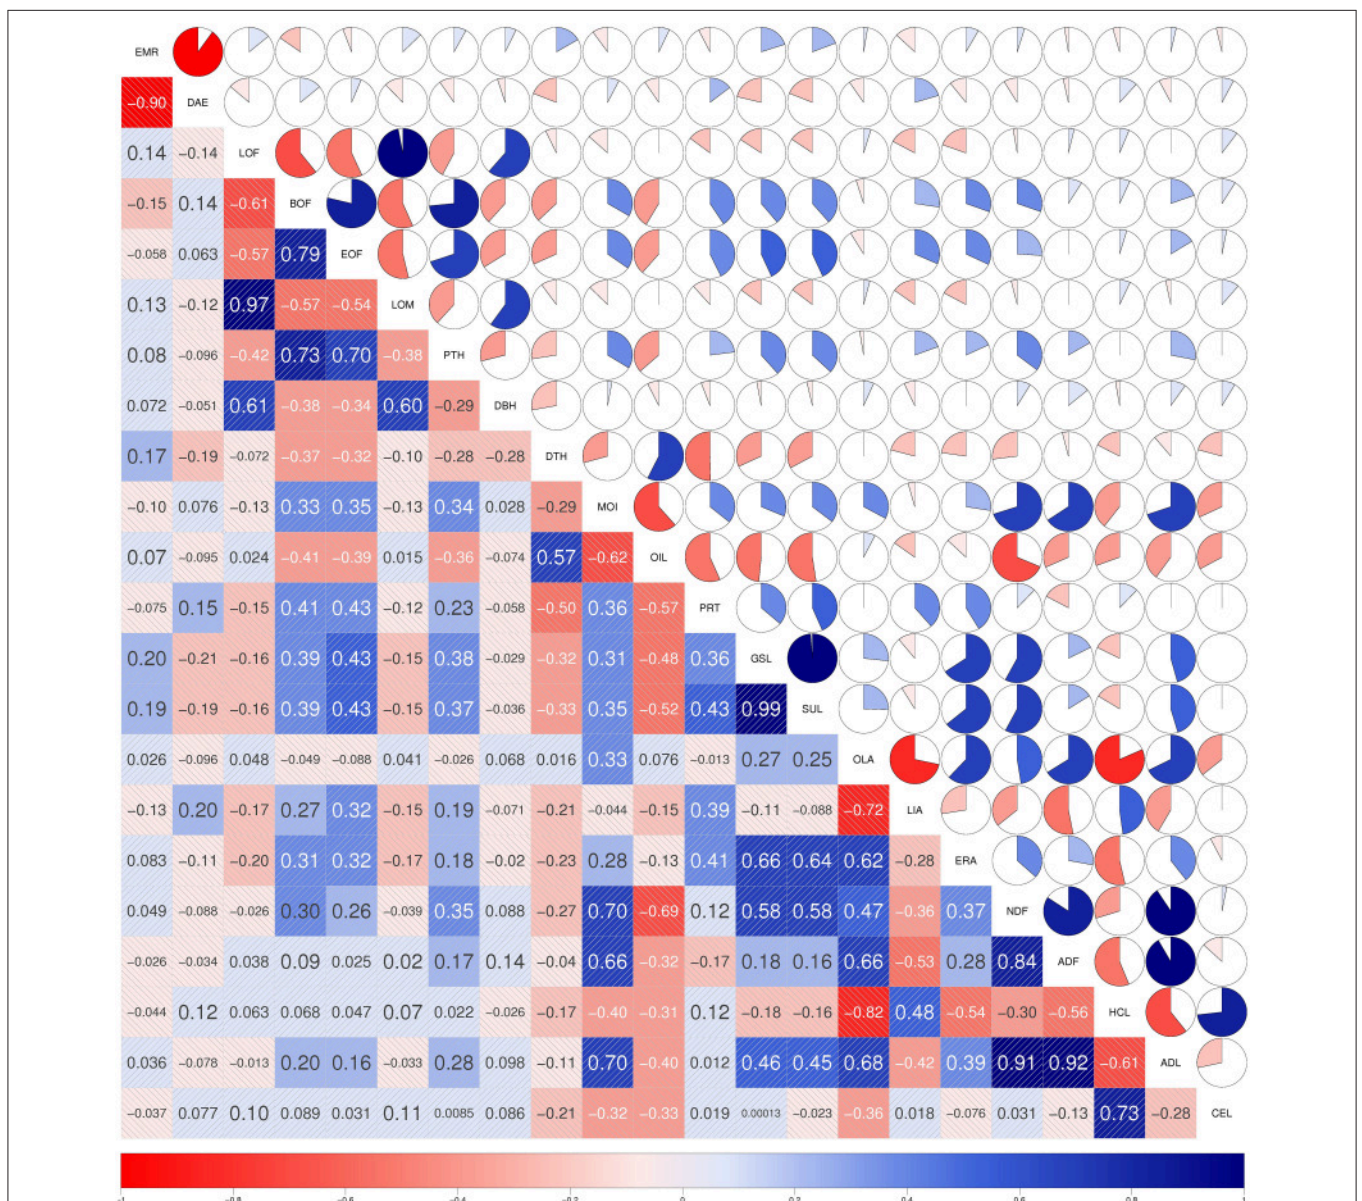 EMR
−0.90 DAE
0.14 −0.14 LOF
−0.15 0.14 −0.61 BOF
−0.058 0.063 −0.57 0.79 EOF
0.13 −0.12 0.97 −0.57 −0.54 LOM
0.08 −0.096 −0.42 0.73 0.70 −0.38 PTH
0.072 −0.051 0.61 −0.38 −0.34 0.60 −0.29 DBH
0.17 −0.19 −0.072 −0.37 −0.32 −0.10 −0.28 −0.28 DTH
−0.10 0.076 −0.13 0.33 0.35 −0.13 0.34 0.028 −0.29 MOI
0.07 −0.095 0.024 −0.41 −0.39 0.015 −0.36 −0.074 0.57 −0.62 OIL
−0.075 0.15 −0.15 0.41 0.43 −0.12 0.23 −0.058 −0.50 0.36 −0.57 PRT
0.20 −0.21 −0.16 0.39 0.43 −0.15 0.38 −0.029 −0.32 0.31 −0.48 0.36 GSL
0.19 −0.19 −0.16 0.39 0.43 −0.15 0.37 −0.036 −0.33 0.35 −0.52 0.43 0.99 SUL
0.026 −0.096 0.048 −0.049 −0.088 0.041 −0.026 0.068 0.016 0.33 0.076 −0.013 0.27 0.25 OLA
−0.13 0.20 −0.17 0.27 0.32 −0.15 0.19 −0.071 −0.21 −0.044 −0.15 0.39 −0.11 −0.088 −0.72 LIA
0.083 −0.11 −0.20 0.31 0.32 −0.17 0.18 −0.02 −0.23 0.28 −0.13 0.41 0.66 0.64 0.62 −0.28 ERA
0.049 −0.088 −0.026 0.30 0.26 −0.039 0.35 0.088 −0.27 0.70 −0.69 0.12 0.58 0.58 0.47 −0.36 0.37 NDF
−0.026 −0.034 0.038 0.09 0.025 0.02 0.17 0.14 −0.04 0.66 −0.32 −0.17 0.18 0.16 0.66 −0.53 0.28 0.84 ADF
−0.044 0.12 0.063 0.068 0.047 0.07 0.022 −0.026 −0.17 −0.40 −0.31 0.12 −0.18 −0.16 −0.82 0.48 −0.54 −0.30 −0.56 HCL
0.036 −0.078 −0.013 0.20 0.16 −0.033 0.28 0.098 −0.11 0.70 −0.40 0.012 0.46 0.45 0.68 −0.42 0.39 0.91 0.92 −0.61 ADL
−0.037 0.077 0.10 0.089 0.031 0.11 0.0085 0.086 −0.21 −0.32 −0.33 0.019 0.00013 −0.023 −0.36 0.018 −0.076 0.031 −0.13 0.73 −0.28 CEL